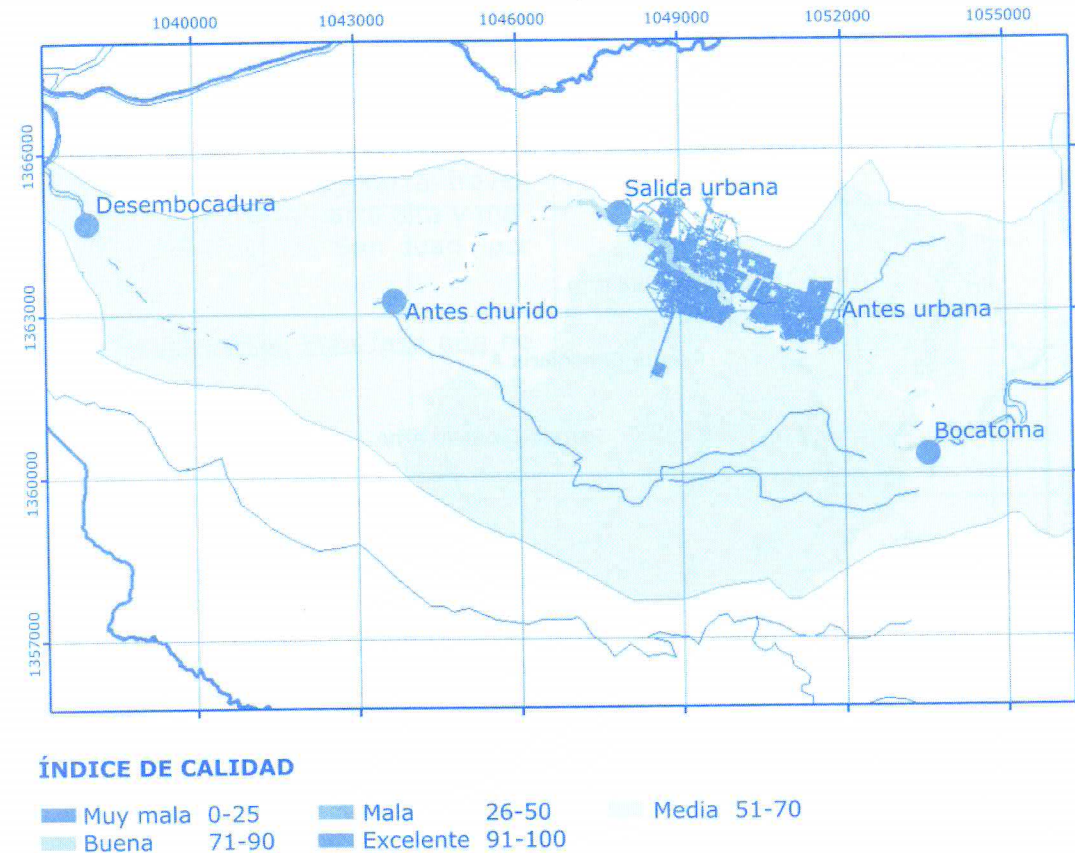 1040000 1043000 1046000 1049000 1052000 1055000
1366000
Salida urbana
Desembocadura
Antes churido
Antes urbana
1363000
Bocatoma
1360000
1357000
ÍNDICE DE CALIDAD
Muy mala 0-25 Mala 26-50 Media 51-70
Buena 71-90 Excelente 91-100